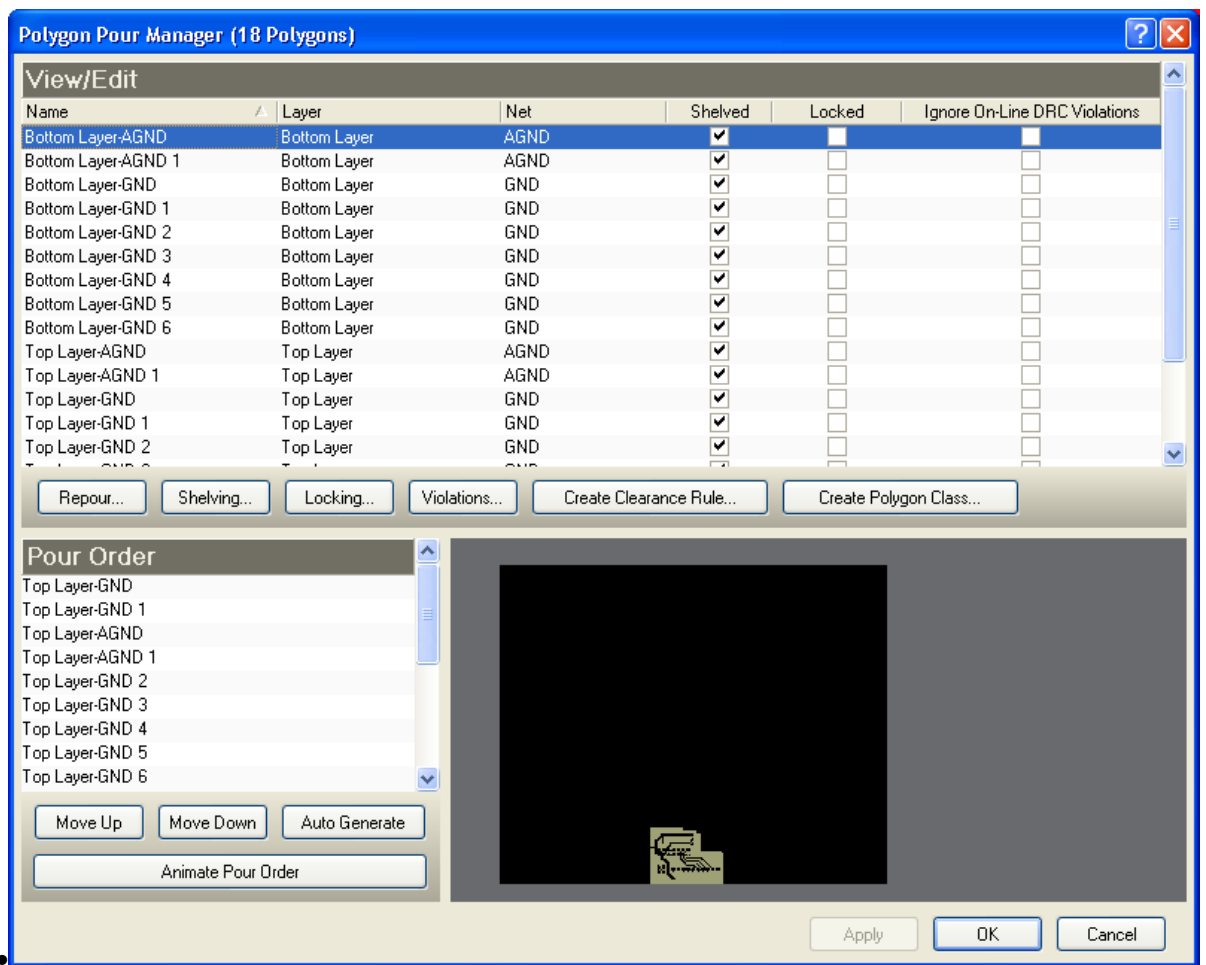 Polygon Pour Manager (18 Polygons)
View/Edit
Name Layer Net Shelved Locked Ignore On-Line DRC Violations
Bottom Layer-AGND Bottom Layer AGND
Bottom Layer-AGND 1 Bottom Layer AGND
Bottom Layer-GND Bottom Layer GND
Bottom Layer-GND 1 Bottom Layer GND
Bottom Layer-GND 2 Bottom Layer GND
Bottom Layer-GND 3 Bottom Layer GND
Bottom Layer-GND 4 Bottom Layer GND
Bottom Layer-GND 5 Bottom Layer GND
Bottom Layer-GND 6 Bottom Layer GND
Top Layer-AGND Top Layer AGND
Top Layer-AGND 1 Top Layer AGND
Top Layer-GND Top Layer GND
Top Layer-GND 1 Top Layer GND
Top Layer-GND 2 Top Layer GND
Repour... Shelving... Locking... Violations... Create Clearance Rule... Create Polygon Class...
Pour Order
Top Layer-GND
Top Layer-GND 1
Top Layer-AGND
Top Layer-AGND 1
Top Layer-GND 2
Top Layer-GND 3
Top Layer-GND 4
Top Layer-GND 5
Top Layer-GND 6
Move Up Move Down Auto Generate
Animate Pour Order
Apply OK Cancel